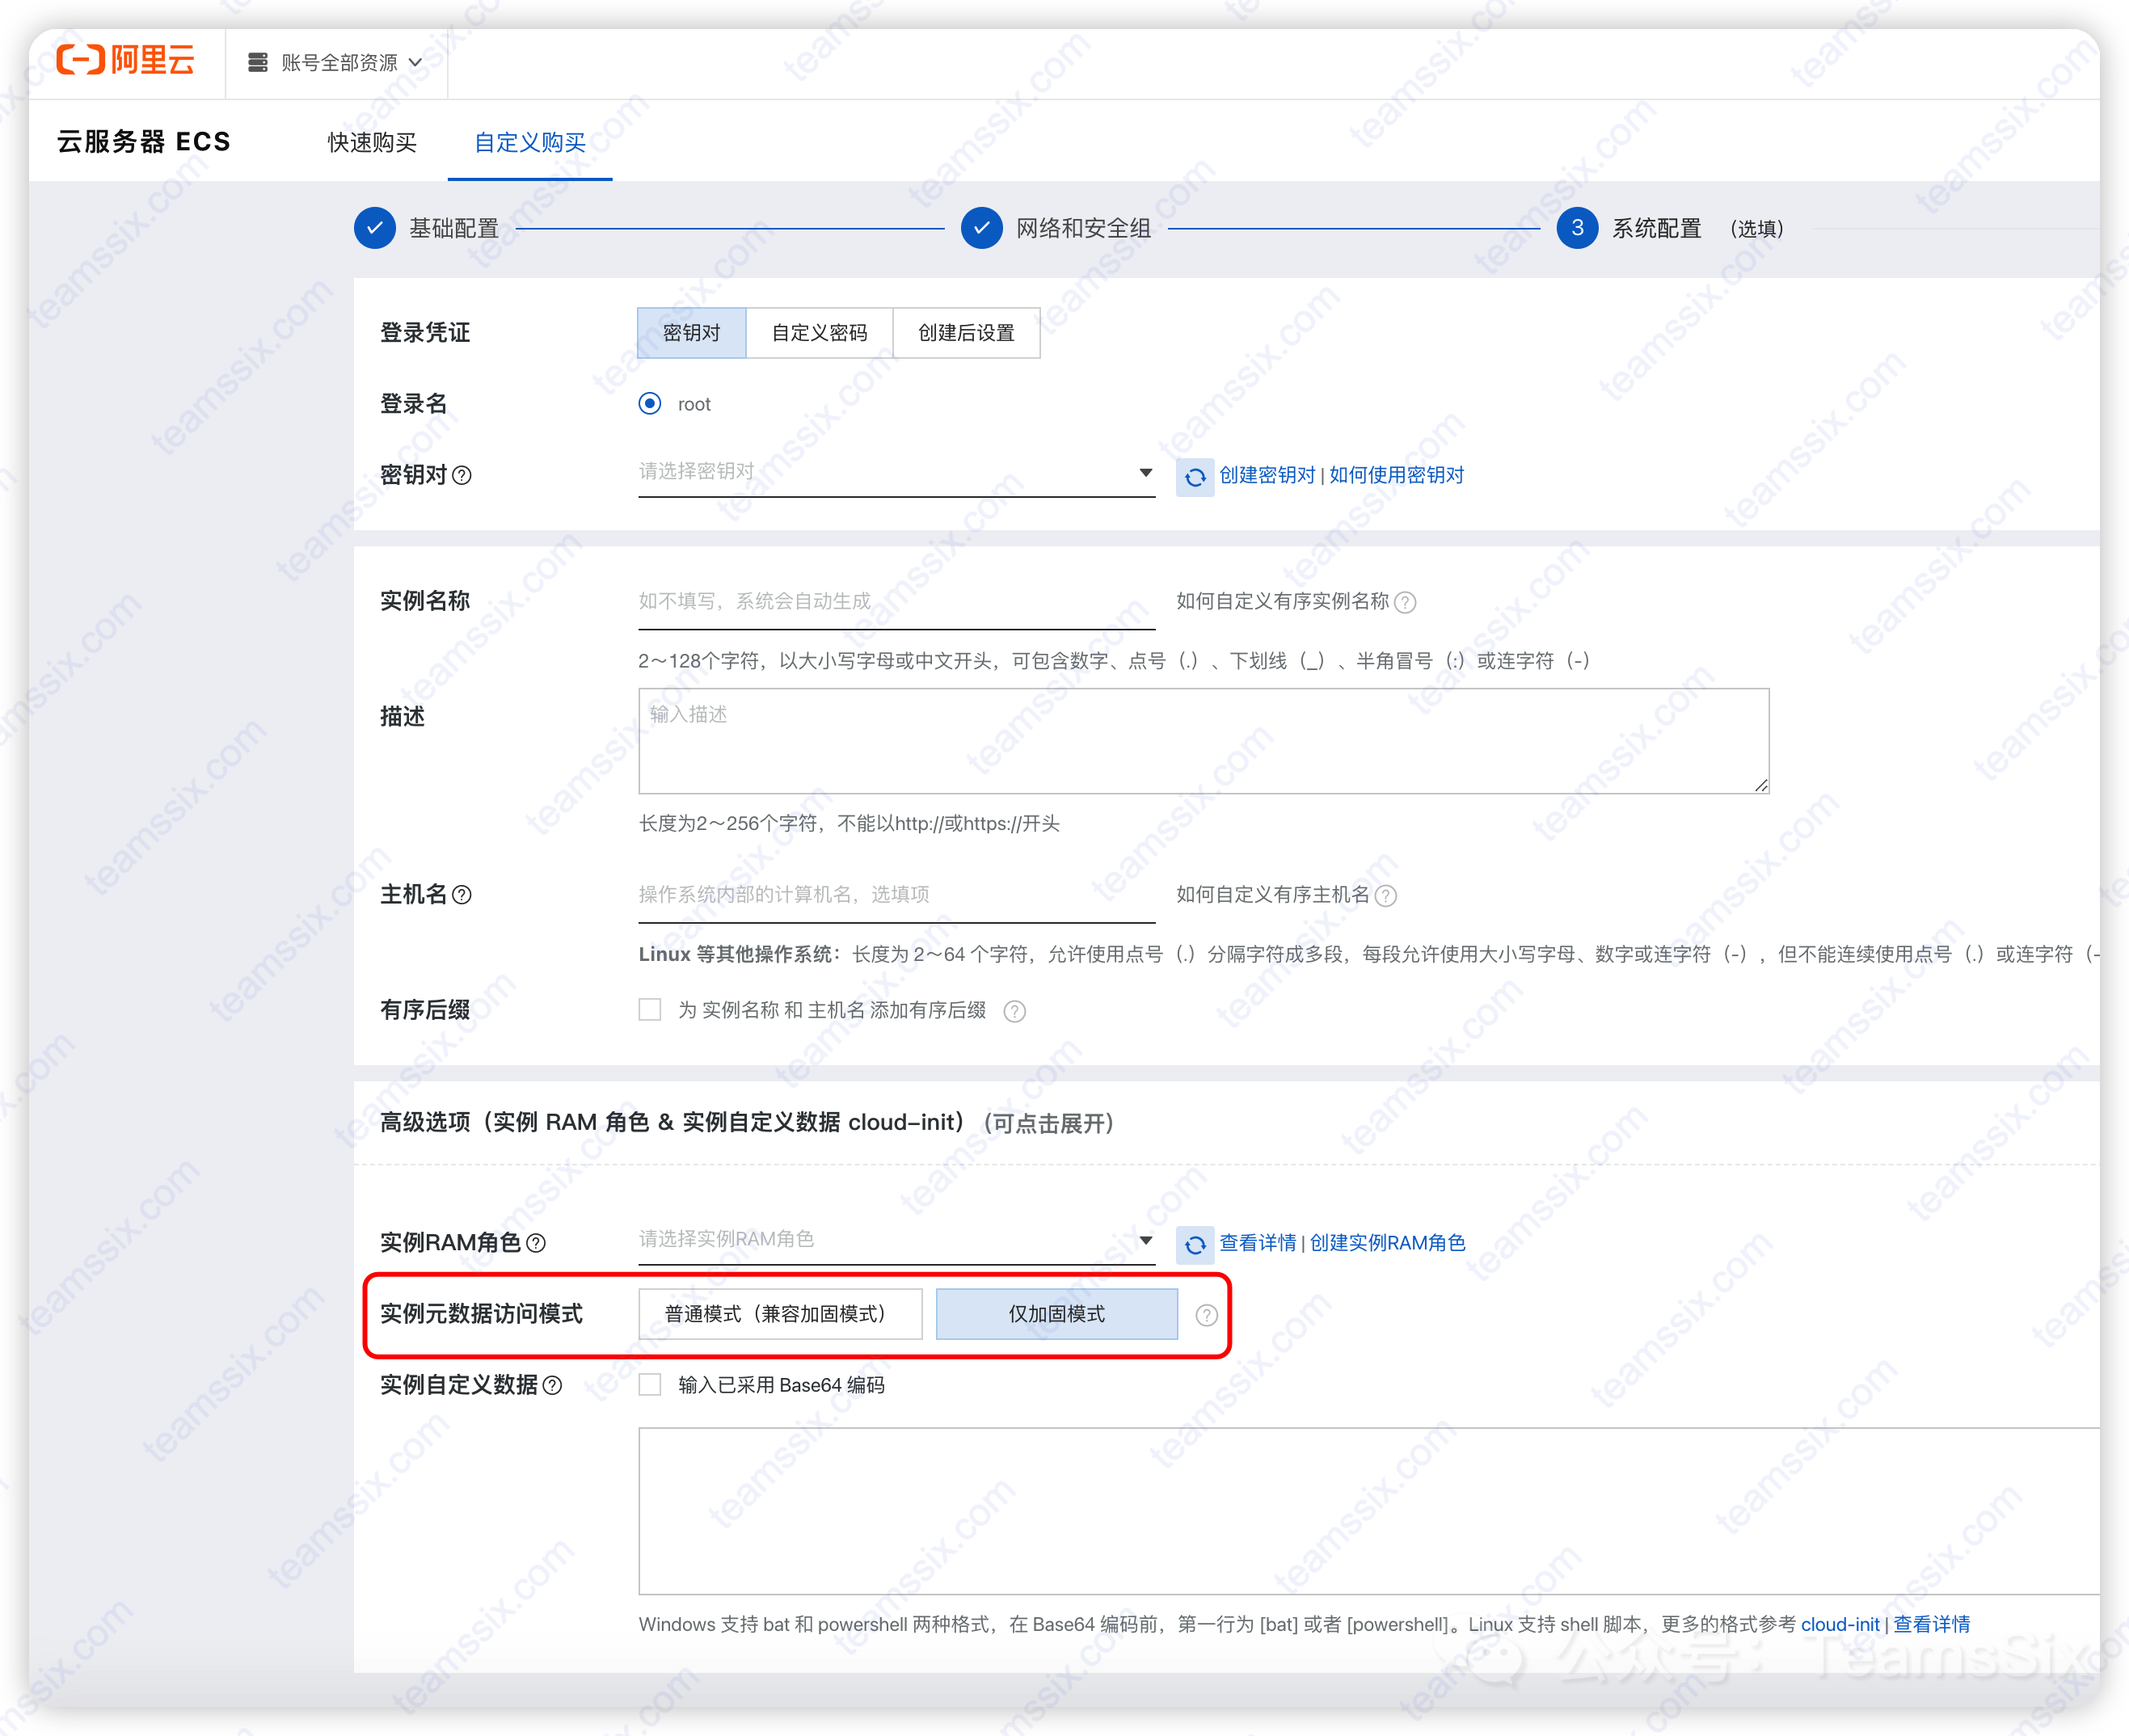 阿里云 账号全部资源
云服务器 ECS 快速购买 自定义购买
基础配置 网络和安全组 3 系统配置 (选填)
登录凭证 密钥对 自定义密码 创建后设置
登录名 root
密钥对 ? 请选择密钥对 创建密钥对 | 如何使用密钥对
实例名称 如不填写，系统会自动生成 如何自定义有序实例名称 ?
2～128个字符，以大小写字母或中文开头，可包含数字、点号（.）、下划线（_）、半角冒号（:）或连字符（-）
描述 输入描述
长度为2～256个字符，不能以http://或https://开头
主机名 ? 操作系统内部的计算机名，选填项 如何自定义有序主机名 ?
Linux 等其他操作系统：长度为 2～64 个字符，允许使用点号（.）分隔字符成多段，每段允许使用大小写字母、数字或连字符（-），但不能连续使用点号（.）或连字符（-
有序后缀 为 实例名称 和 主机名 添加有序后缀 ?
高级选项（实例 RAM 角色 & 实例自定义数据 cloud-init）（可点击展开）
实例RAM角色 ? 请选择实例RAM角色 查看详情 | 创建实例RAM角色
实例元数据访问模式 普通模式（兼容加固模式） 仅加固模式 ?
实例自定义数据 ? 输入已采用 Base64 编码
Windows 支持 bat 和 powershell 两种格式，在 Base64 编码前，第一行为 [bat] 或者 [powershell]。Linux 支持 shell 脚本，更多的格式参考 cloud-init | 查看详情
公众号：TeamsSix
teamssix.com